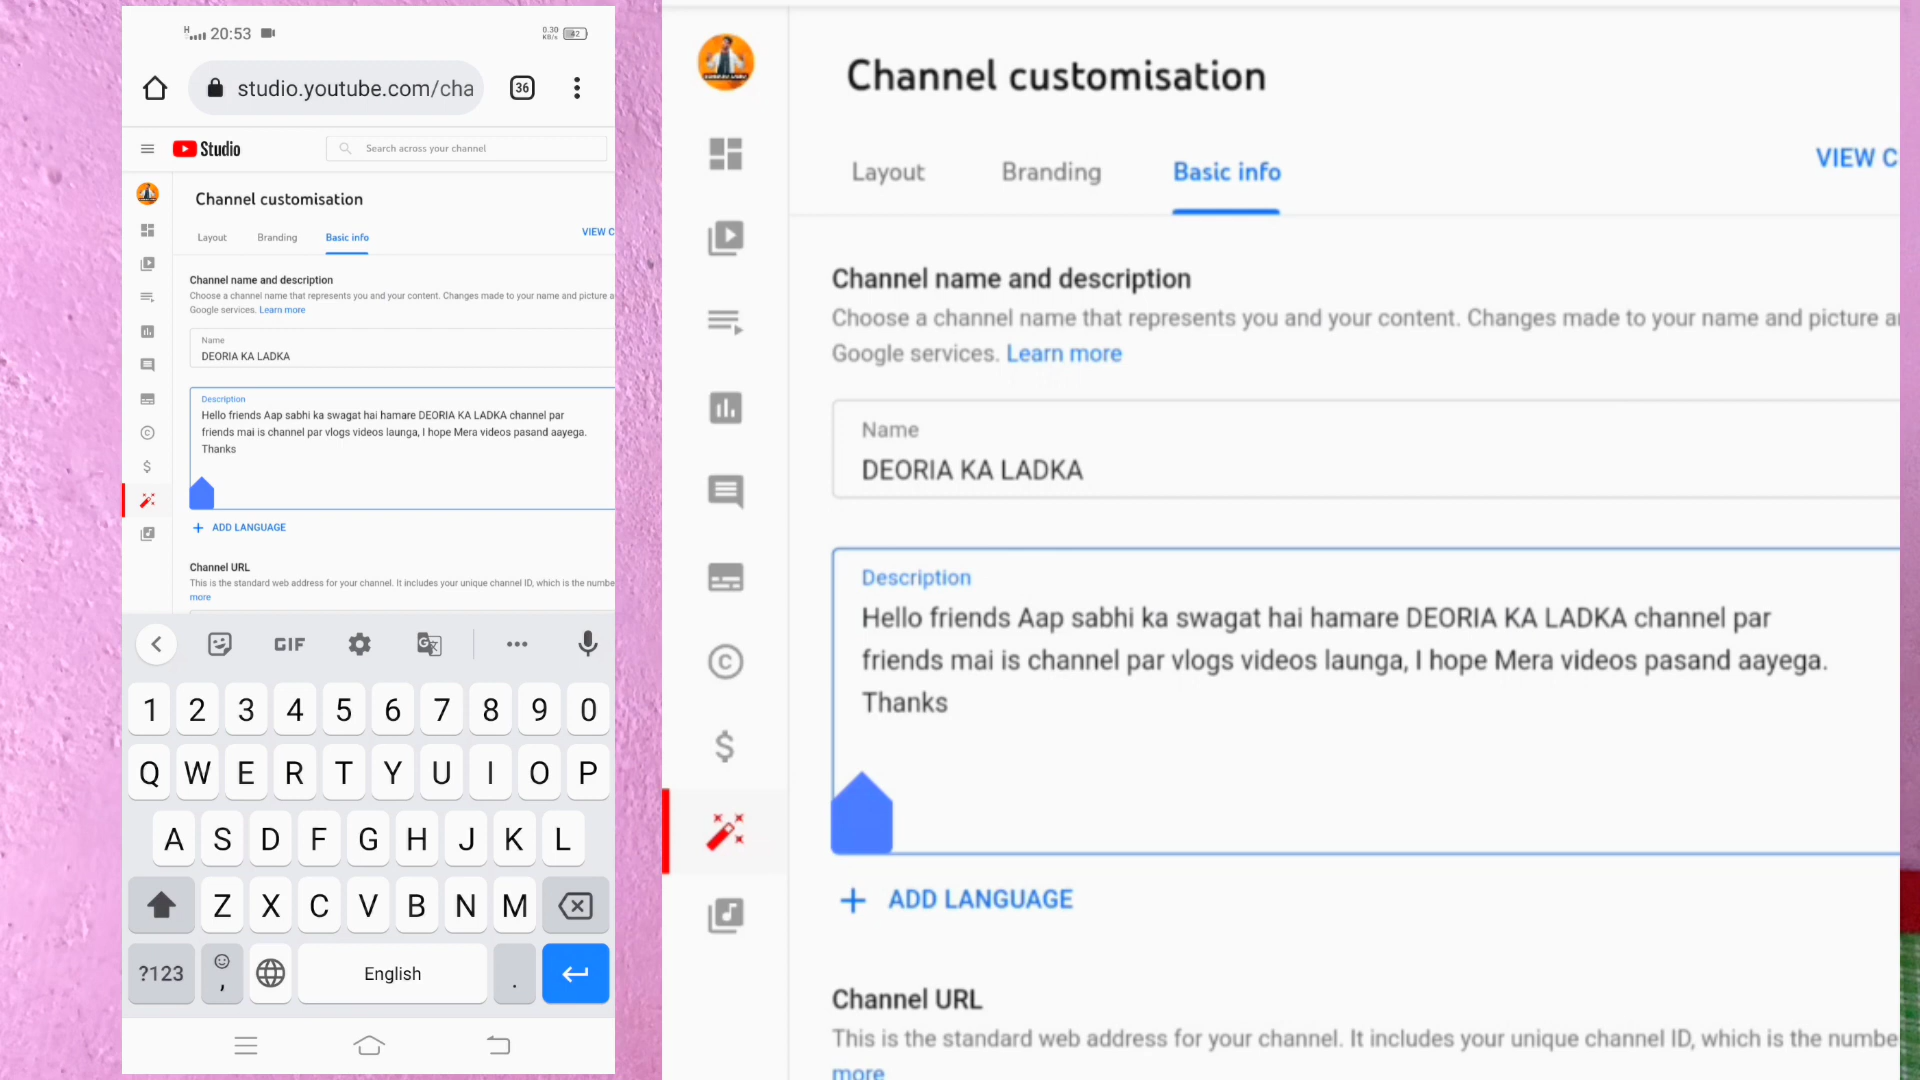 H 20:53 0.30 KB/s 42
studio.youtube.com/cha 36
Studio
Search across your channel
Channel customisation
Layout Branding Basic info VIEW C
Channel name and description
Choose a channel name that represents you and your content. Changes made to your name and picture a
Google services. Learn more
Name
DEORIA KA LADKA
Description
Hello friends Aap sabhi ka swagat hai hamare DEORIA KA LADKA channel par
friends mai is channel par vlogs videos launga, I hope Mera videos pasand aayega.
Thanks
+ ADD LANGUAGE
Channel URL
This is the standard web address for your channel. It includes your unique channel ID, which is the numbe
more
GIF
1 2 3 4 5 6 7 8 9 0
Q W E R T Y U I O P
A S D F G H J K L
Z X C V B N M
?123 , English .
Channel customisation
Layout Branding Basic info VIEW C
Channel name and description
Choose a channel name that represents you and your content. Changes made to your name and picture a
Google services. Learn more
Name
DEORIA KA LADKA
Description
Hello friends Aap sabhi ka swagat hai hamare DEORIA KA LADKA channel par
friends mai is channel par vlogs videos launga, I hope Mera videos pasand aayega.
Thanks
+ ADD LANGUAGE
Channel URL
This is the standard web address for your channel. It includes your unique channel ID, which is the numbe
more